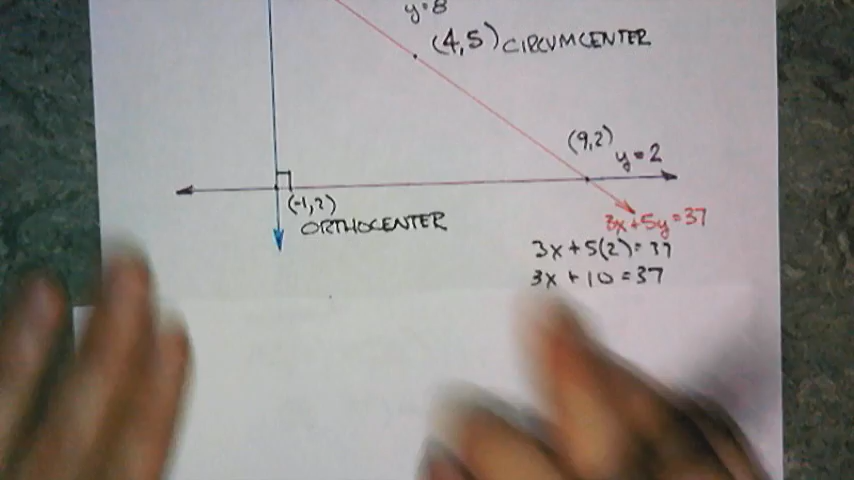 y=8
(4,5) CIRCUMCENTER
(9,2)
y=2
(-1,2)
ORTHOCENTER
3x+5y=37
3x+5(2)=37
3x+10=37